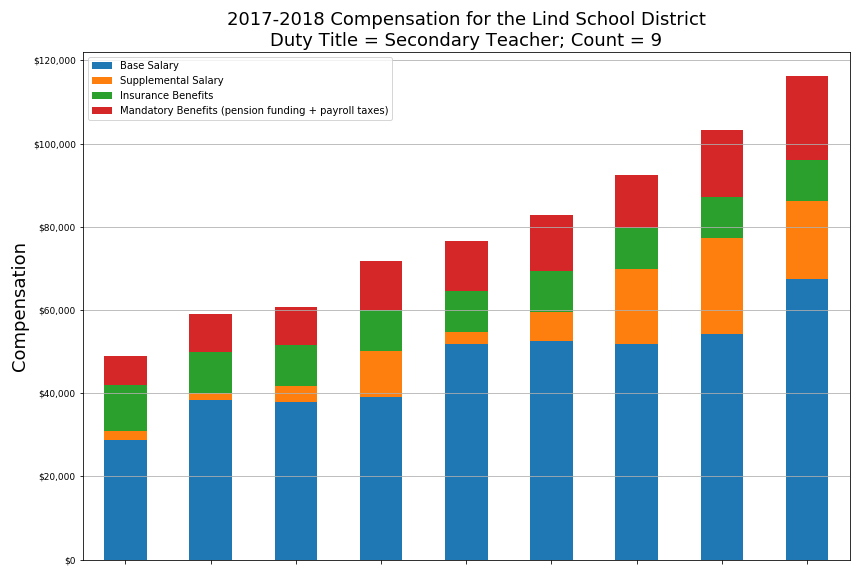 2017-2018 Compensation for the Lind School District
Duty Title = Secondary Teacher; Count = 9
Base Salary
Supplemental Salary
Insurance Benefits
Mandatory Benefits (pension funding + payroll taxes)
Compensation
$120,000
$100,000
$80,000
$60,000
$40,000
$20,000
$0